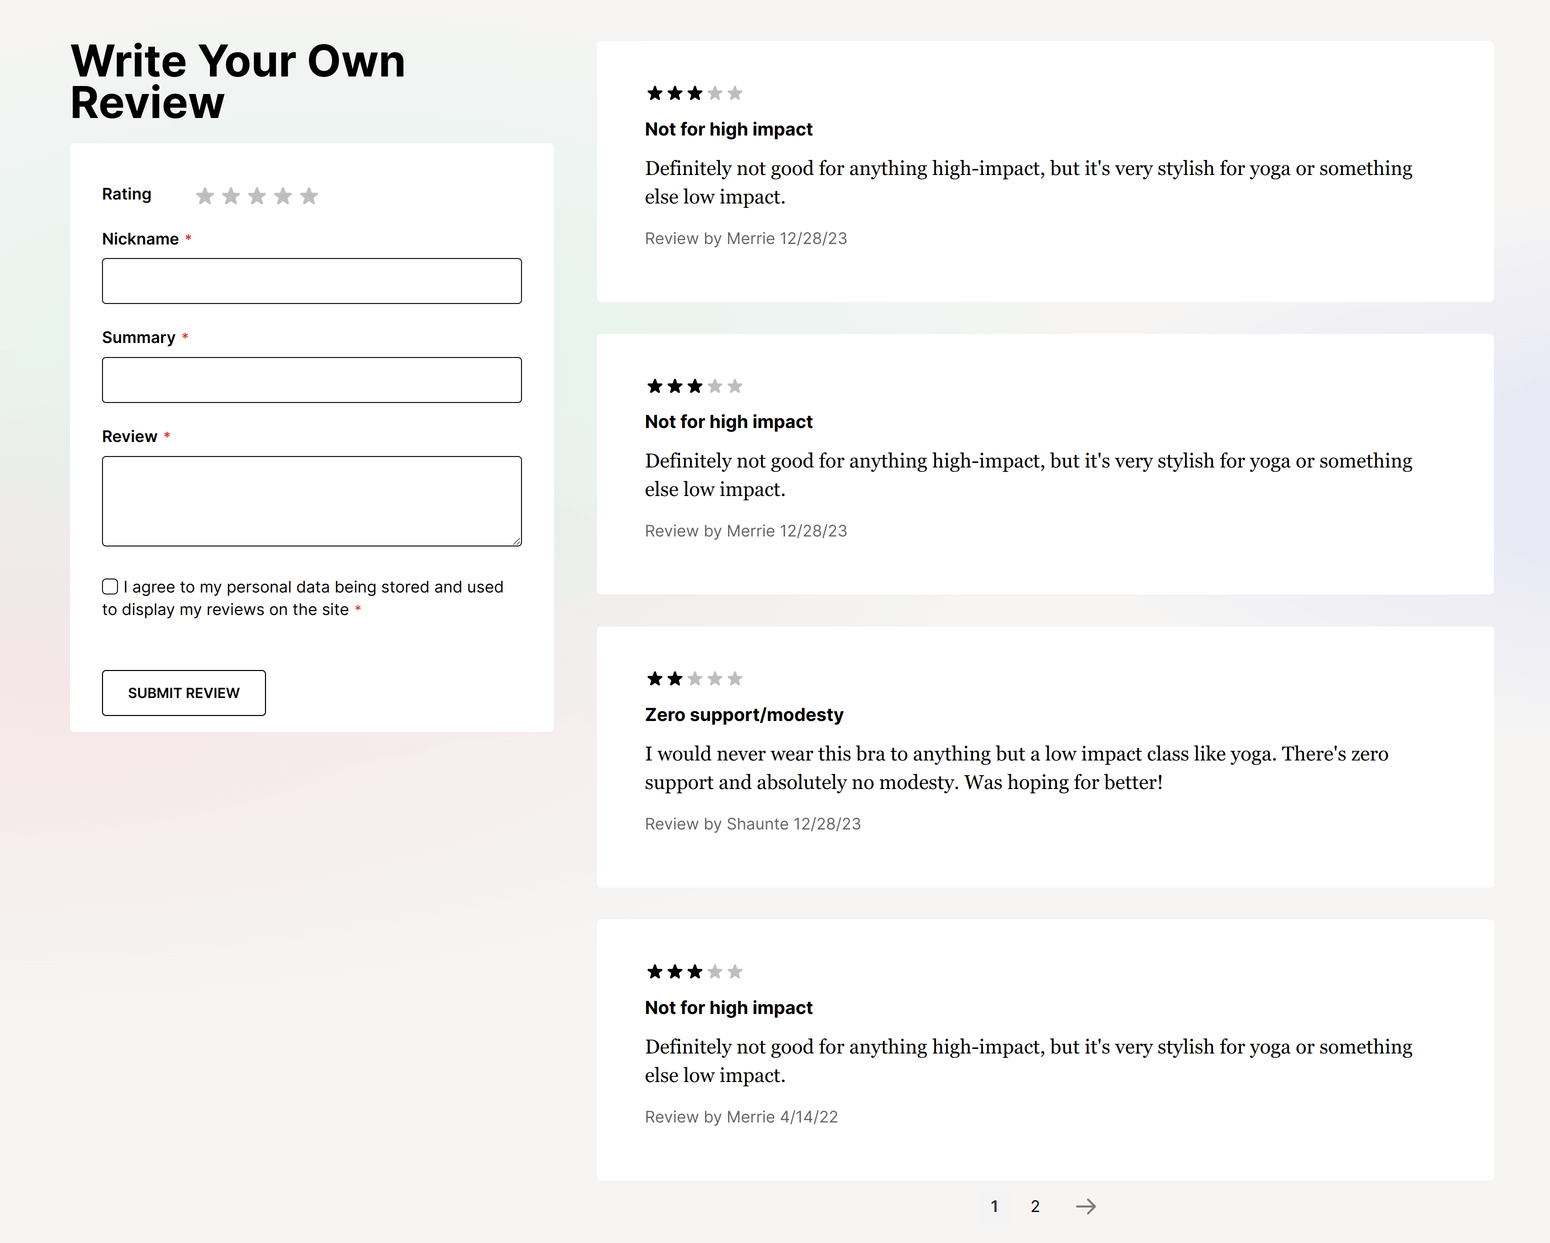 Write Your Own
Review
Rating
Nickname *
Summary *
Review *
I agree to my personal data being stored and used
to display my reviews on the site *
SUBMIT REVIEW
Not for high impact
Definitely not good for anything high-impact, but it's very stylish for yoga or something
else low impact.
Review by Merrie 12/28/23
Not for high impact
Definitely not good for anything high-impact, but it's very stylish for yoga or something
else low impact.
Review by Merrie 12/28/23
Zero support/modesty
I would never wear this bra to anything but a low impact class like yoga. There's zero
support and absolutely no modesty. Was hoping for better!
Review by Shaunte 12/28/23
Not for high impact
Definitely not good for anything high-impact, but it's very stylish for yoga or something
else low impact.
Review by Merrie 4/14/22
1 2